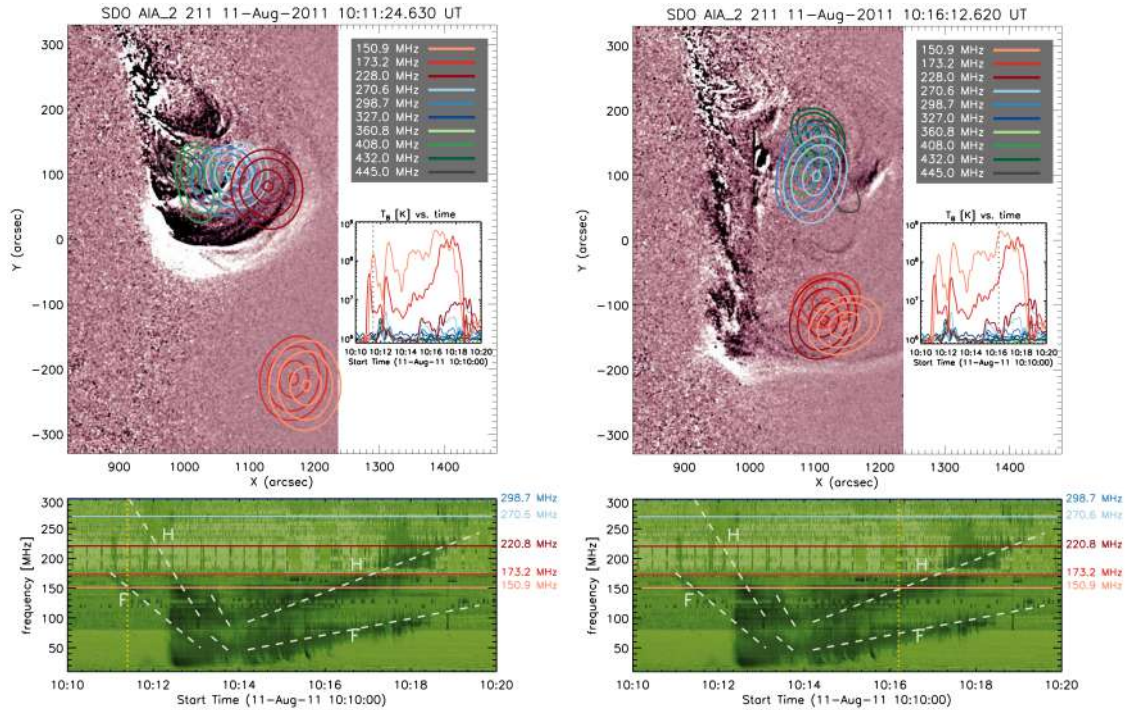 SDO AIA_2 211 11-Aug-2011 10:11:24.630 UT
300
200
100
0
-100
-200
-300
Y (arcsec)
150.9 MHz
173.2 MHz
228.0 MHz
270.6 MHz
298.7 MHz
327.0 MHz
360.8 MHz
408.0 MHz
432.0 MHz
445.0 MHz
T_B [K] vs. time
10⁹
10⁸
10⁷
10⁶
10:10 10:12 10:14 10:16 10:18 10:20
Start Time (11-Aug-11 10:10:00)
900 1000 1100 1200 1300 1400
X (arcsec)
300
250
200
150
100
50
frequency [MHz]
H
H
F
F
298.7 MHz
270.6 MHz
220.8 MHz
173.2 MHz
150.9 MHz
10:10 10:12 10:14 10:16 10:18 10:20
Start Time (11-Aug-11 10:10:00)
SDO AIA_2 211 11-Aug-2011 10:16:12.620 UT
300
200
100
0
-100
-200
-300
Y (arcsec)
150.9 MHz
173.2 MHz
228.0 MHz
270.6 MHz
298.7 MHz
327.0 MHz
360.8 MHz
408.0 MHz
432.0 MHz
445.0 MHz
T_B [K] vs. time
10⁹
10⁸
10⁷
10⁶
10:10 10:12 10:14 10:16 10:18 10:20
Start Time (11-Aug-11 10:10:00)
900 1000 1100 1200 1300 1400
X (arcsec)
300
250
200
150
100
50
frequency [MHz]
H
H
F
F
298.7 MHz
270.6 MHz
220.8 MHz
173.2 MHz
150.9 MHz
10:10 10:12 10:14 10:16 10:18 10:20
Start Time (11-Aug-11 10:10:00)